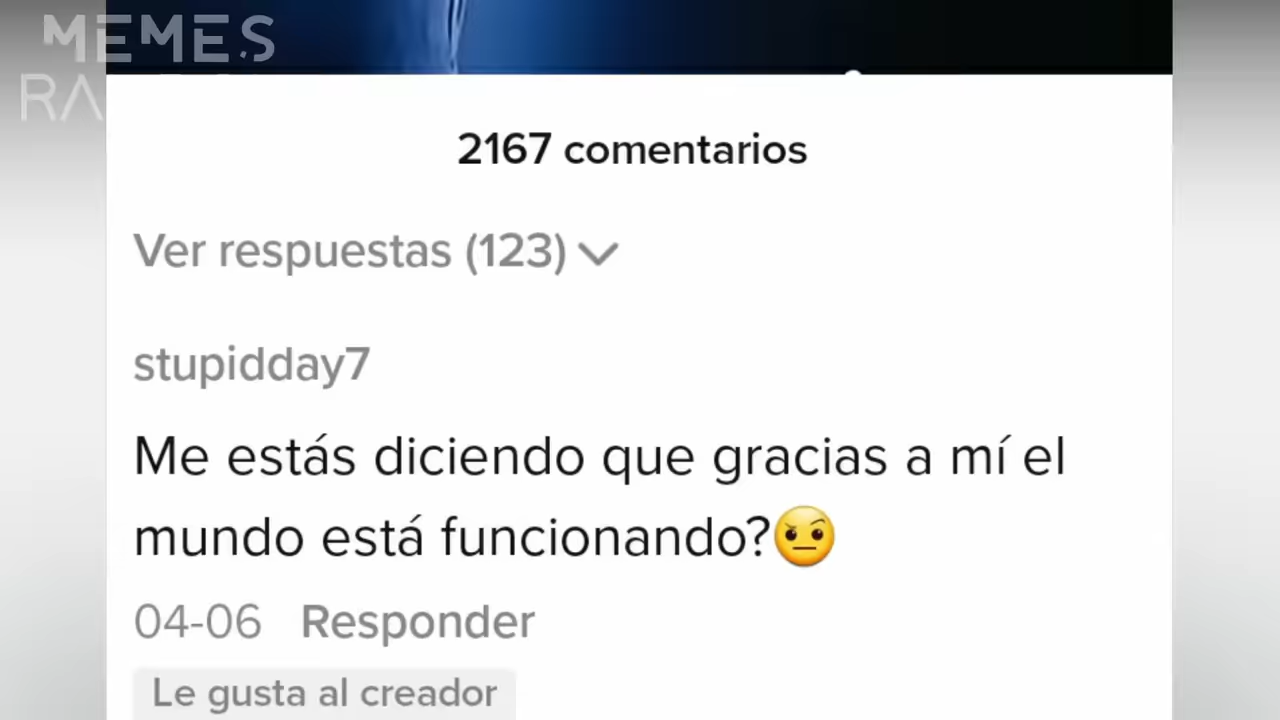 MEMES
RA
2167 comentarios
Ver respuestas (123)
stupidday7
Me estás diciendo que gracias a mí el
mundo está funcionando?🤨
04-06 Responder
Le gusta al creador